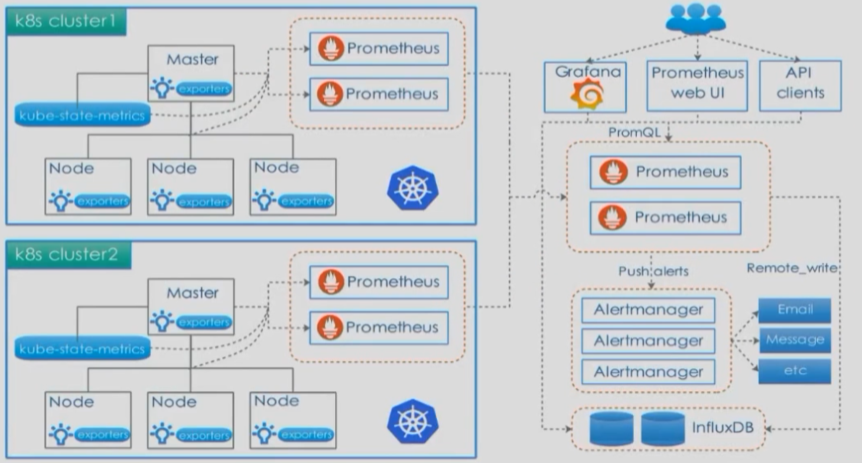 k8s cluster1
Master
exporters
kube-state-metrics
Node
exporters
Node
exporters
Node
exporters
Prometheus
Prometheus
k8s cluster2
Master
exporters
kube-state-metrics
Node
exporters
Node
exporters
Node
exporters
Prometheus
Prometheus
Grafana
Prometheus
web UI
API
clients
PromQL
Prometheus
Prometheus
Push alerts
Remote_write
Alertmanager
Alertmanager
Alertmanager
Email
Message
etc
InfluxDB